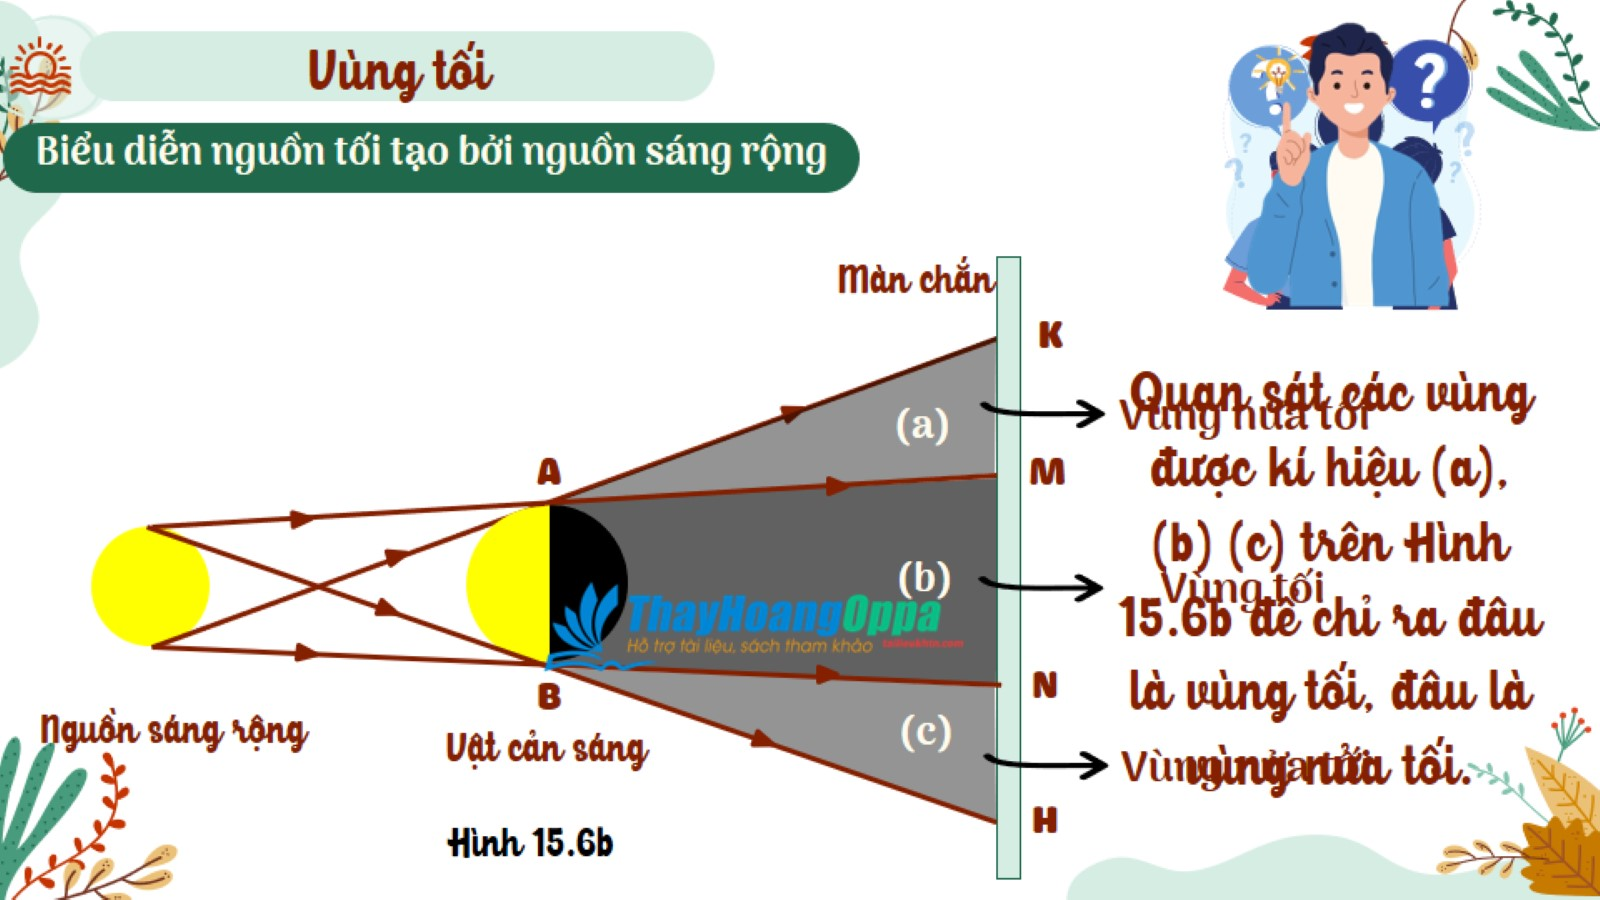 Vùng tối
Biểu diễn nguồn tối tạo bởi nguồn sáng rộng
Màn chắn
K
(a)
Vùng nửa tối
A
M
(b)
Vùng tối
ThayHoangOppa
Hỗ trợ tài liệu, sách tham khảo
B
N
(c)
Vùng nửa tối
H
Nguồn sáng rộng
Vật cản sáng
Hình 15.6b
Quan sát các vùng
được kí hiệu (a),
(b) (c) trên Hình
15.6b để chỉ ra đâu
là vùng tối, đâu là
vùng nửa tối.